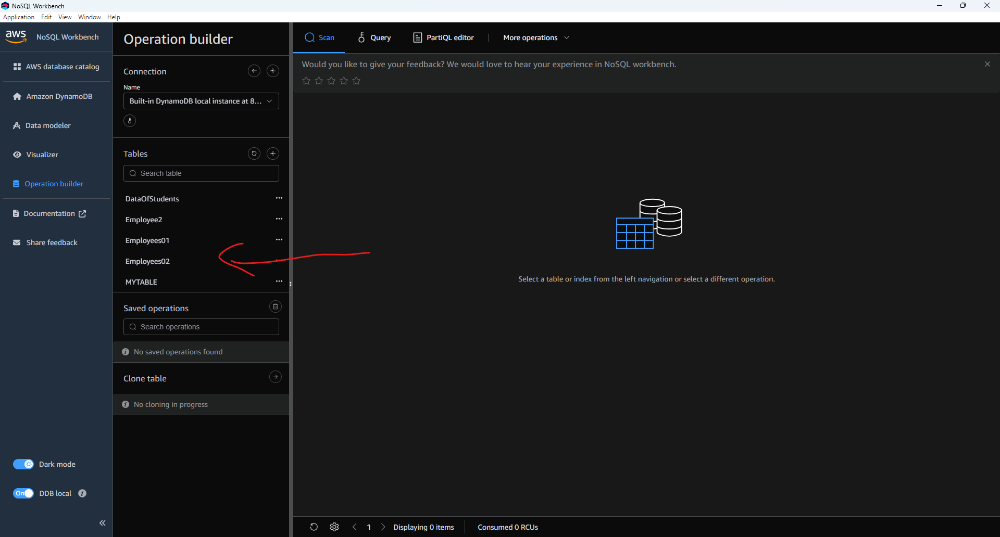 NoSQL Workbench
Application Edit View Window Help
aws NoSQL Workbench
AWS database catalog
Amazon DynamoDB
Data modeler
Visualizer
Operation builder
Documentation
Share feedback
Dark mode
On DDB local
Operation builder
Connection
Name
Built-in DynamoDB local instance at 8...
Tables
Search table
DataOfStudents
Employee2
Employees01
Employees02
MYTABLE
Saved operations
Search operations
No saved operations found
Clone table
No cloning in progress
Scan Query PartiQL editor More operations
Would you like to give your feedback? We would love to hear your experience in NoSQL workbench.
Select a table or index from the left navigation or select a different operation.
1 Displaying 0 items Consumed 0 RCUs